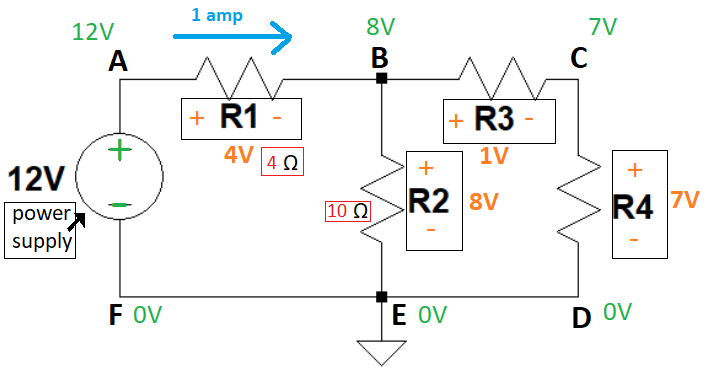 1 amp
12V
8V
7V
A
B
C
+ R1 -
+ R3 -
4V
4 Ω
1V
+
-
12V
power
supply
10 Ω
+
R2
-
8V
+
R4
-
7V
F
0V
E
0V
D
0V